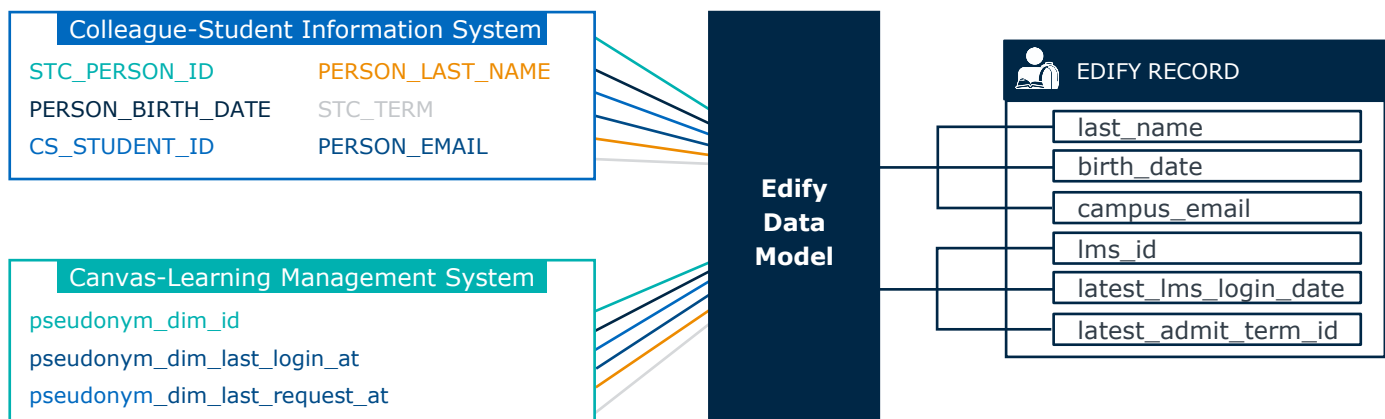 Colleague-Student Information System
STC_PERSON_ID PERSON_LAST_NAME
PERSON_BIRTH_DATE STC_TERM
CS_STUDENT_ID PERSON_EMAIL
Canvas-Learning Management System
pseudonym_dim_id
pseudonym_dim_last_login_at
pseudonym_dim_last_request_at
Edify
Data
Model
EDIFY RECORD
last_name
birth_date
campus_email
lms_id
latest_lms_login_date
latest_admit_term_id